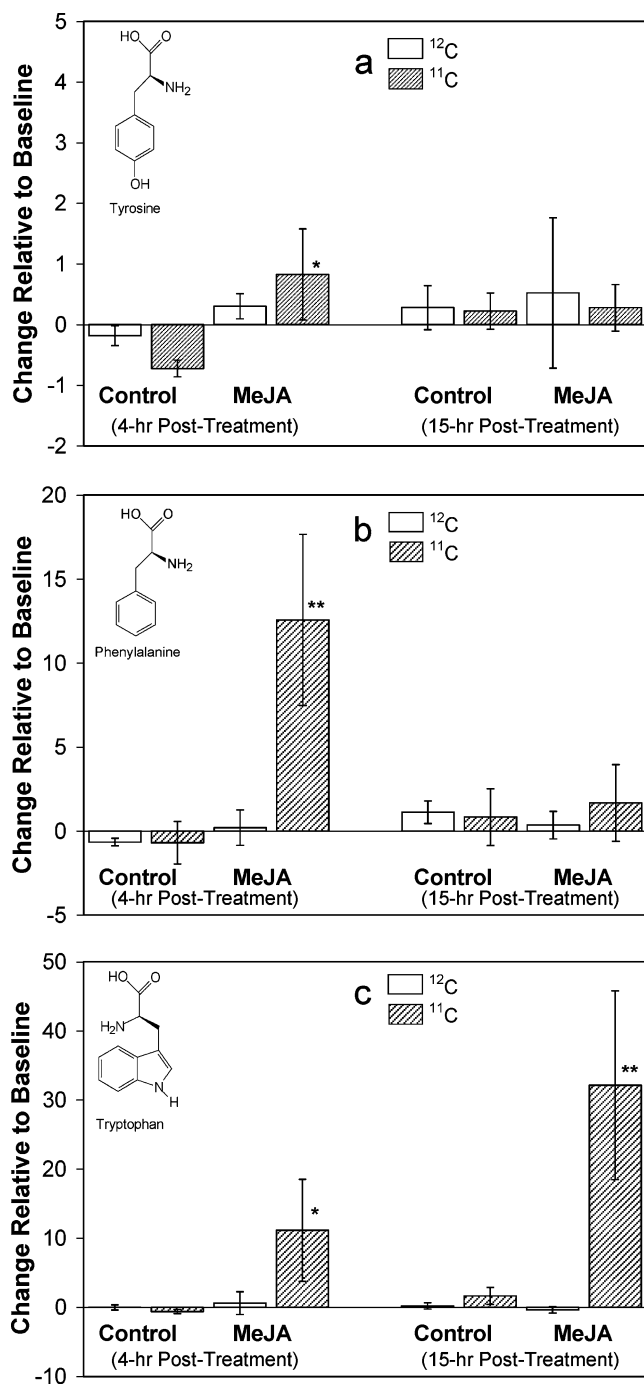 5
4
3
2
1
0
-1
-2
Change Relative to Baseline
HO
O
NH₂
OH
Tyrosine
a
¹²C
¹¹C
*
Control
MeJA
Control
MeJA
(4-hr Post-Treatment)
(15-hr Post-Treatment)
20
15
10
5
0
-5
Change Relative to Baseline
HO
O
NH₂
Phenylalanine
b
¹²C
¹¹C
**
Control
MeJA
Control
MeJA
(4-hr Post-Treatment)
(15-hr Post-Treatment)
50
40
30
20
10
0
-10
Change Relative to Baseline
HO
O
H₂N
N
H
Tryptophan
c
¹²C
¹¹C
*
**
Control
MeJA
Control
MeJA
(4-hr Post-Treatment)
(15-hr Post-Treatment)